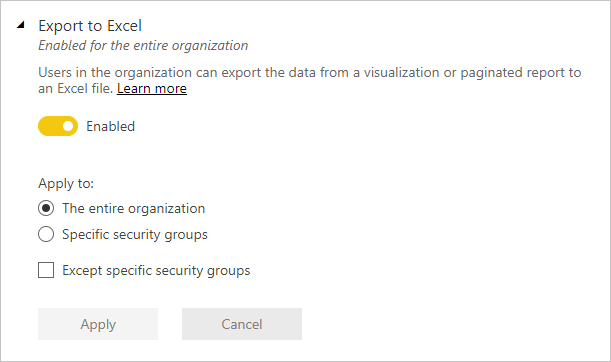 Export to Excel
Enabled for the entire organization
Users in the organization can export the data from a visualization or paginated report to
an Excel file. Learn more
Enabled
Apply to:
The entire organization
Specific security groups
Except specific security groups
Apply
Cancel